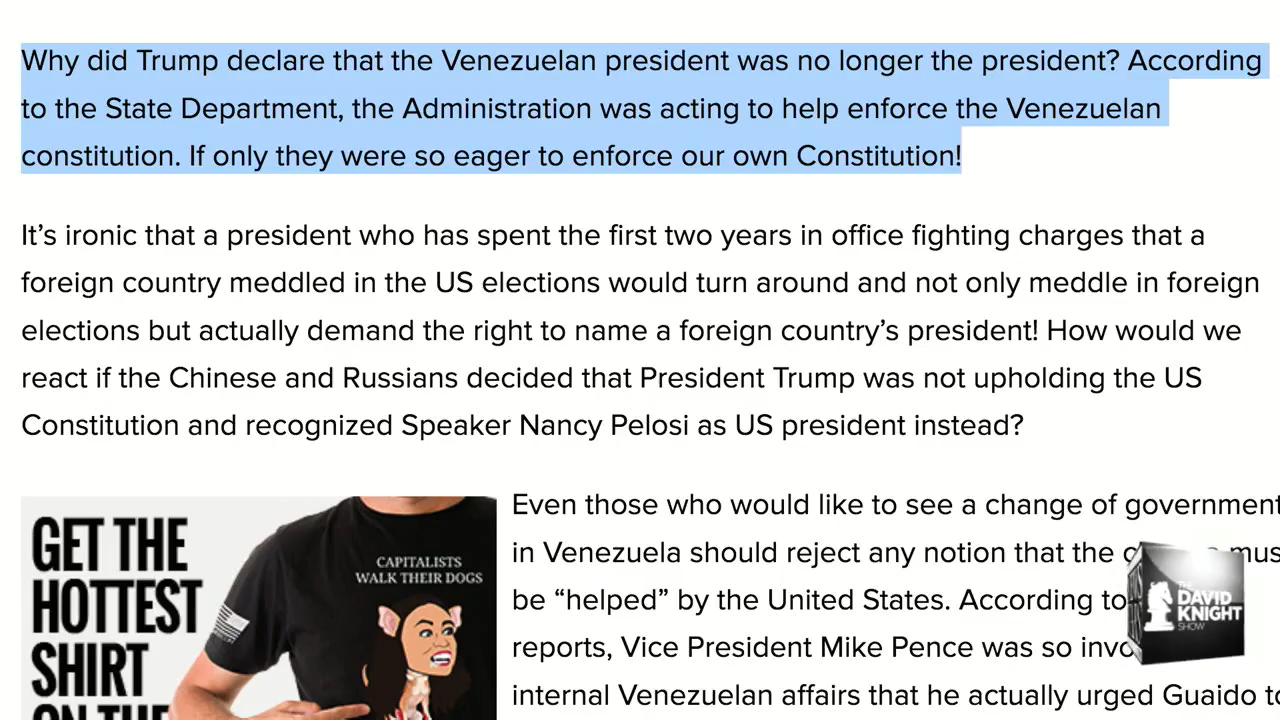 Why did Trump declare that the Venezuelan president was no longer the president? According
to the State Department, the Administration was acting to help enforce the Venezuelan
constitution. If only they were so eager to enforce our own Constitution!
It’s ironic that a president who has spent the first two years in office fighting charges that a
foreign country meddled in the US elections would turn around and not only meddle in foreign
elections but actually demand the right to name a foreign country’s president! How would we
react if the Chinese and Russians decided that President Trump was not upholding the US
Constitution and recognized Speaker Nancy Pelosi as US president instead?
Even those who would like to see a change of government
in Venezuela should reject any notion that the
be “helped” by the United States. According to
reports, Vice President Mike Pence was so
internal Venezuelan affairs that he actually urged Guaido to
GET THE
HOTTEST
SHIRT
ON THE
CAPITALISTS
WALK THEIR DOGS
THE
DAVID
KNIGHT
SHOW